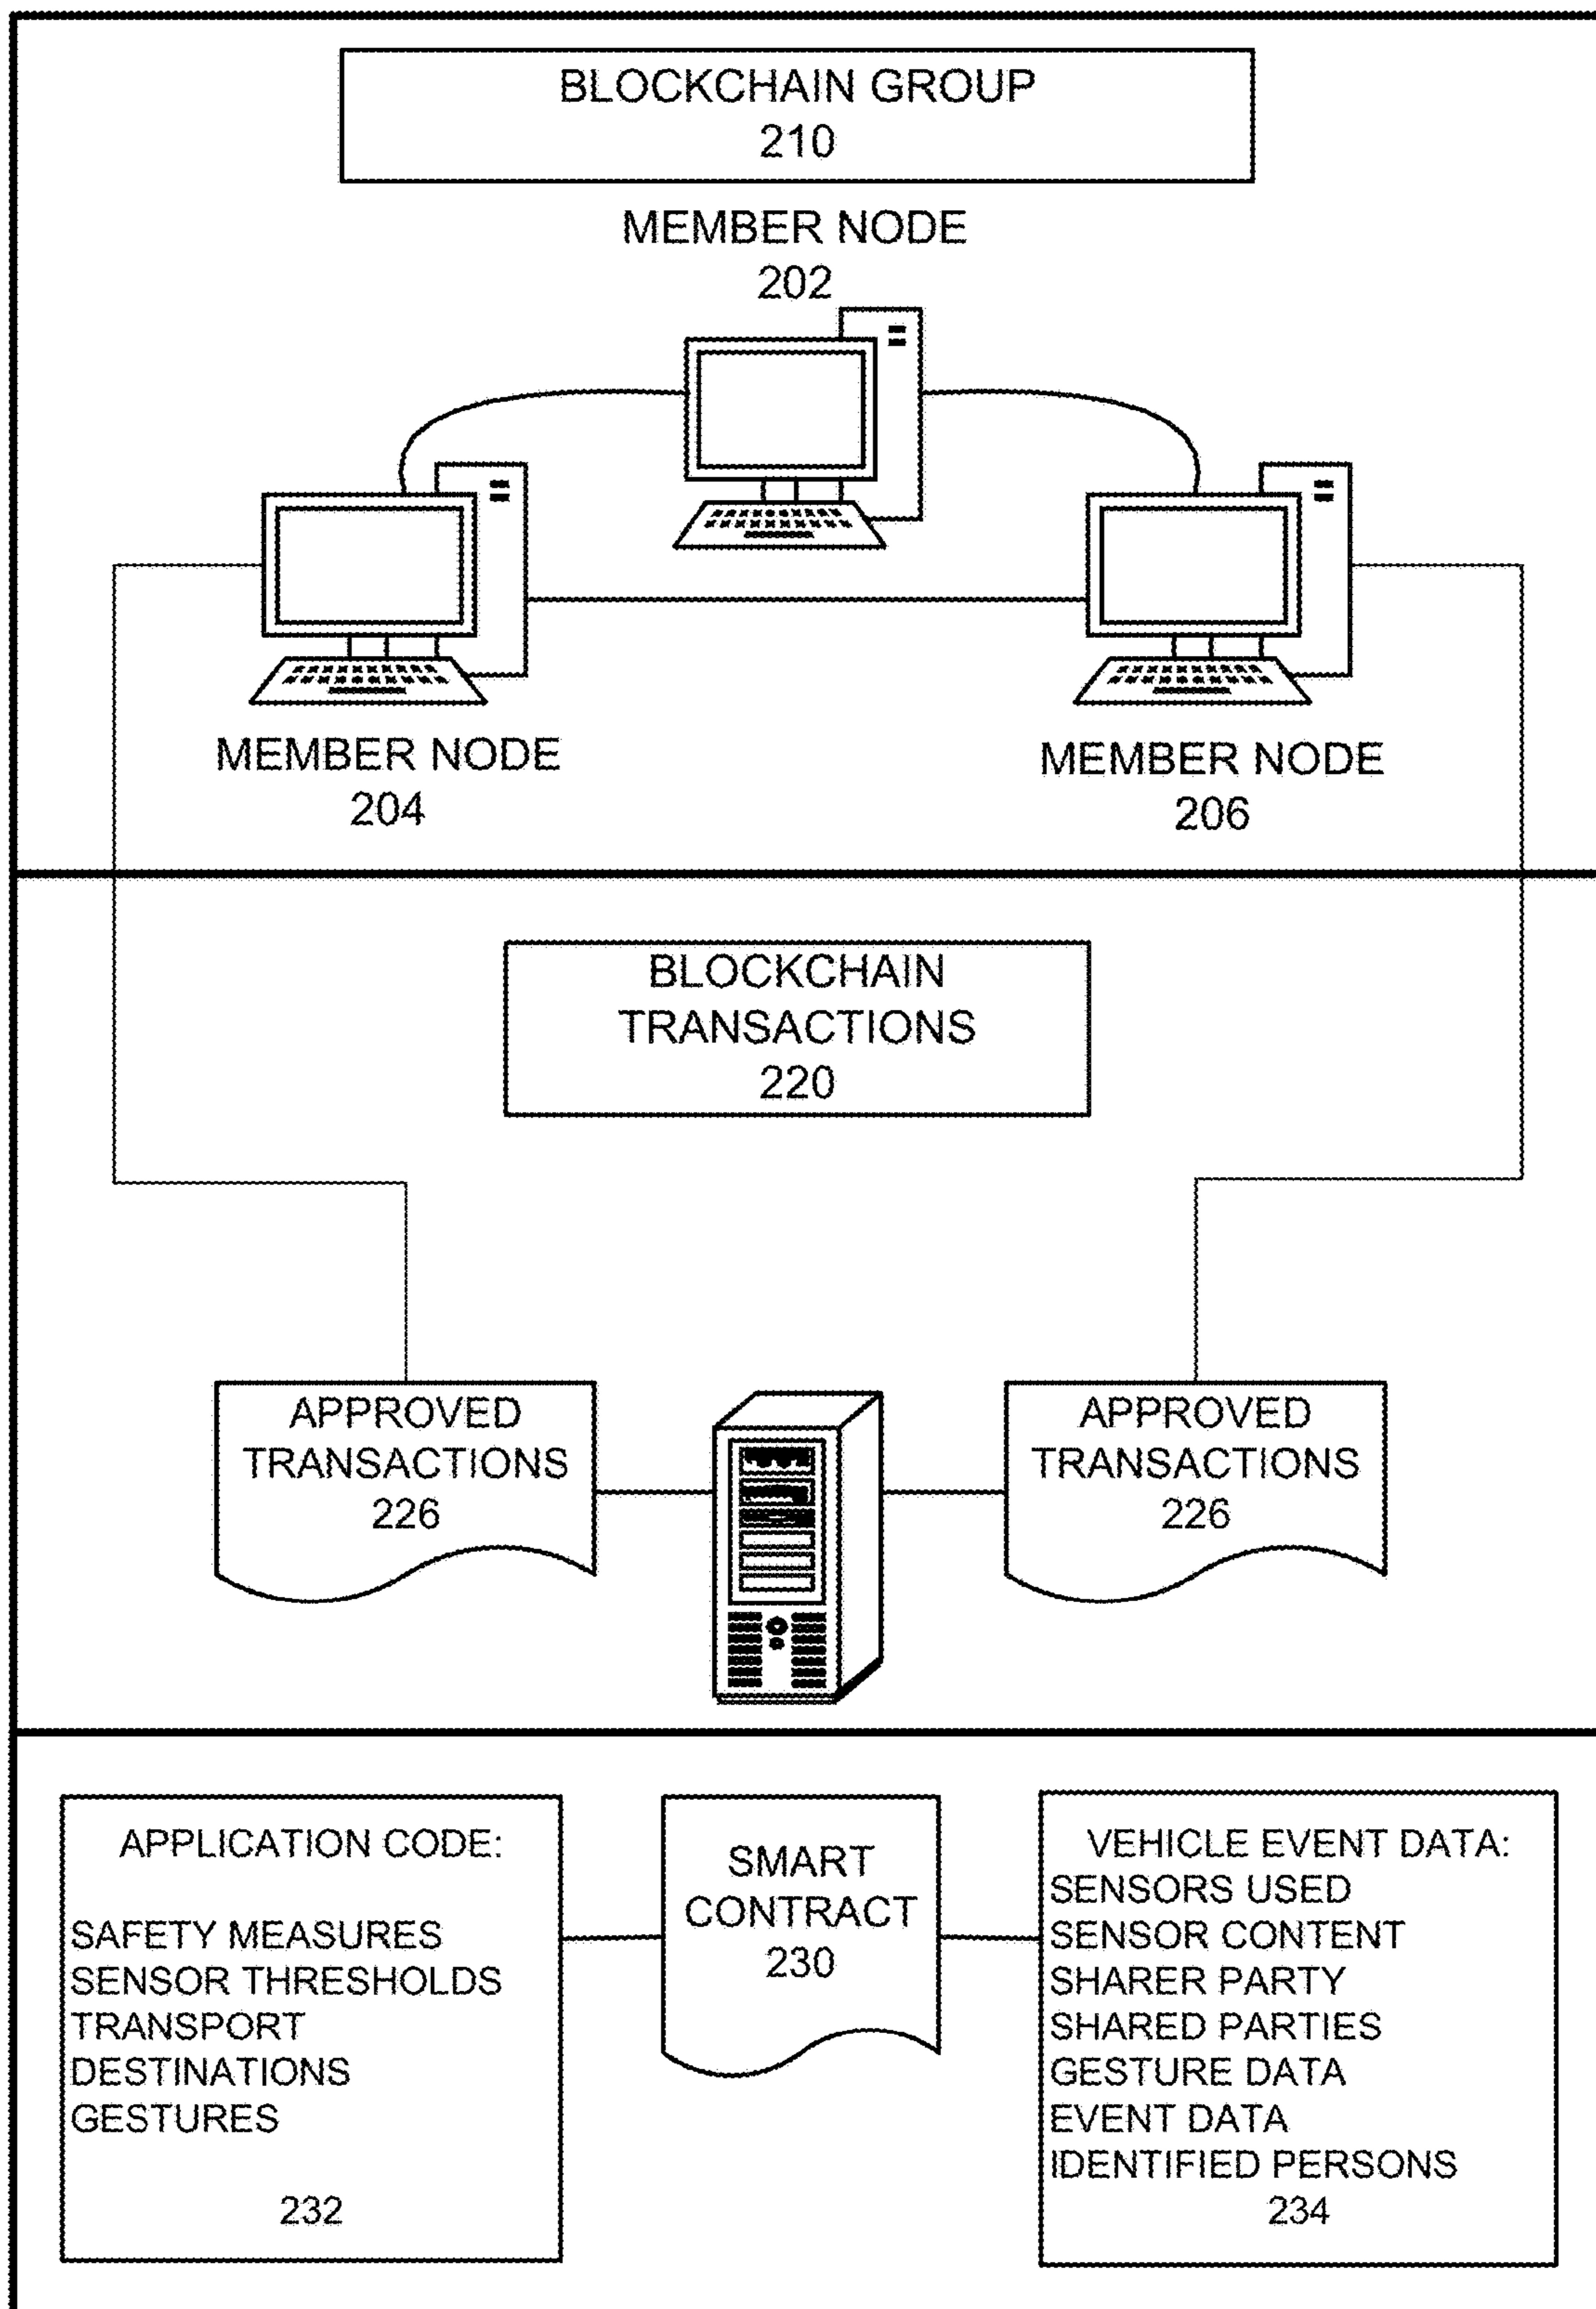 BLOCKCHAIN GROUP
210
MEMBER NODE
202
MEMBER NODE
204
MEMBER NODE
206
BLOCKCHAIN
TRANSACTIONS
220
APPROVED
TRANSACTIONS
226
APPROVED
TRANSACTIONS
226
APPLICATION CODE:
SAFETY MEASURES
SENSOR THRESHOLDS
TRANSPORT
DESTINATIONS
GESTURES
232
SMART
CONTRACT
230
VEHICLE EVENT DATA:
SENSORS USED
SENSOR CONTENT
SHARER PARTY
SHARED PARTIES
GESTURE DATA
EVENT DATA
IDENTIFIED PERSONS
234